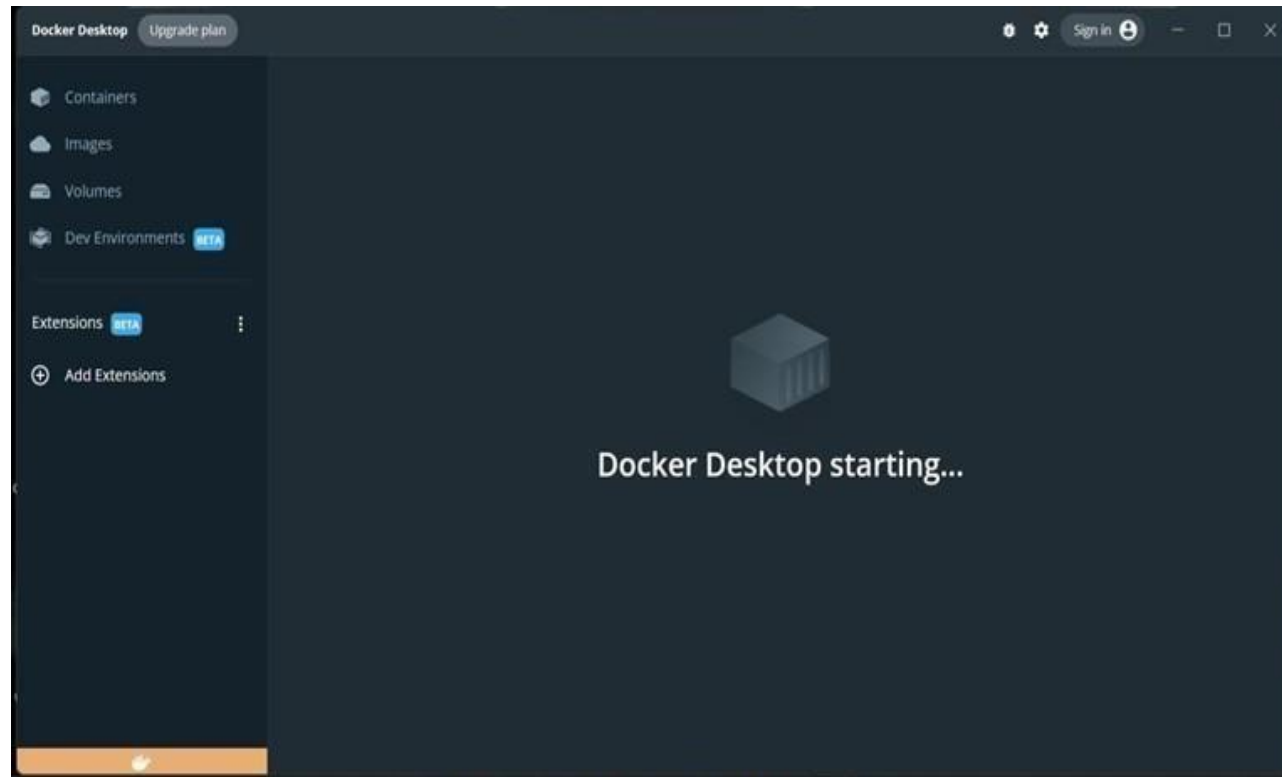 Docker Desktop Upgrade plan Sign in
Containers
Images
Volumes
Dev Environments BETA
Extensions BETA
Add Extensions
Docker Desktop starting...